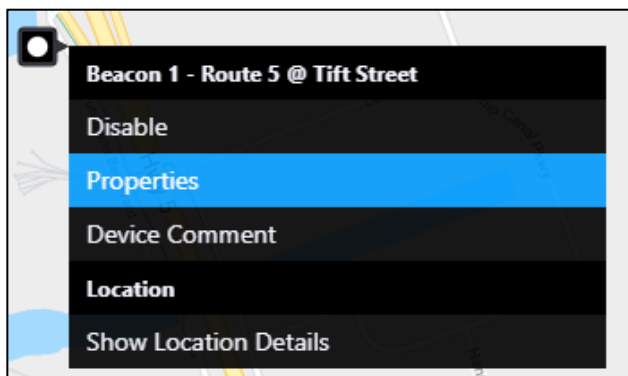 Beacon 1 - Route 5 @ Tift Street
Disable
Properties
Device Comment
Location
Show Location Details